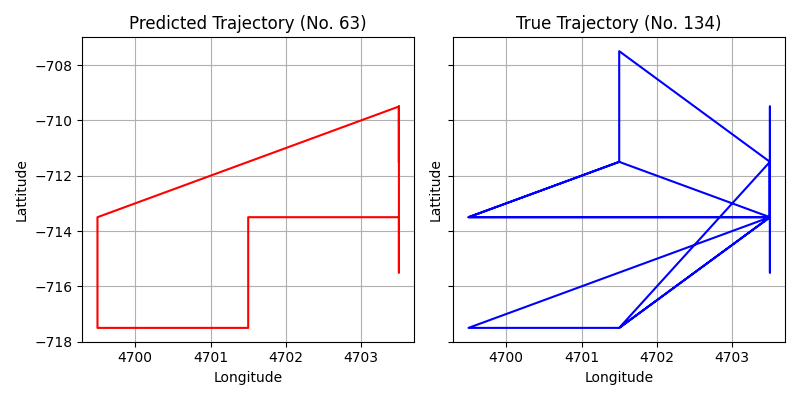 Predicted Trajectory (No. 63)
True Trajectory (No. 134)
Lattitude
−708
−710
−712
−714
−716
−718
4700
4701
4702
4703
Longitude
Lattitude
4700
4701
4702
4703
Longitude